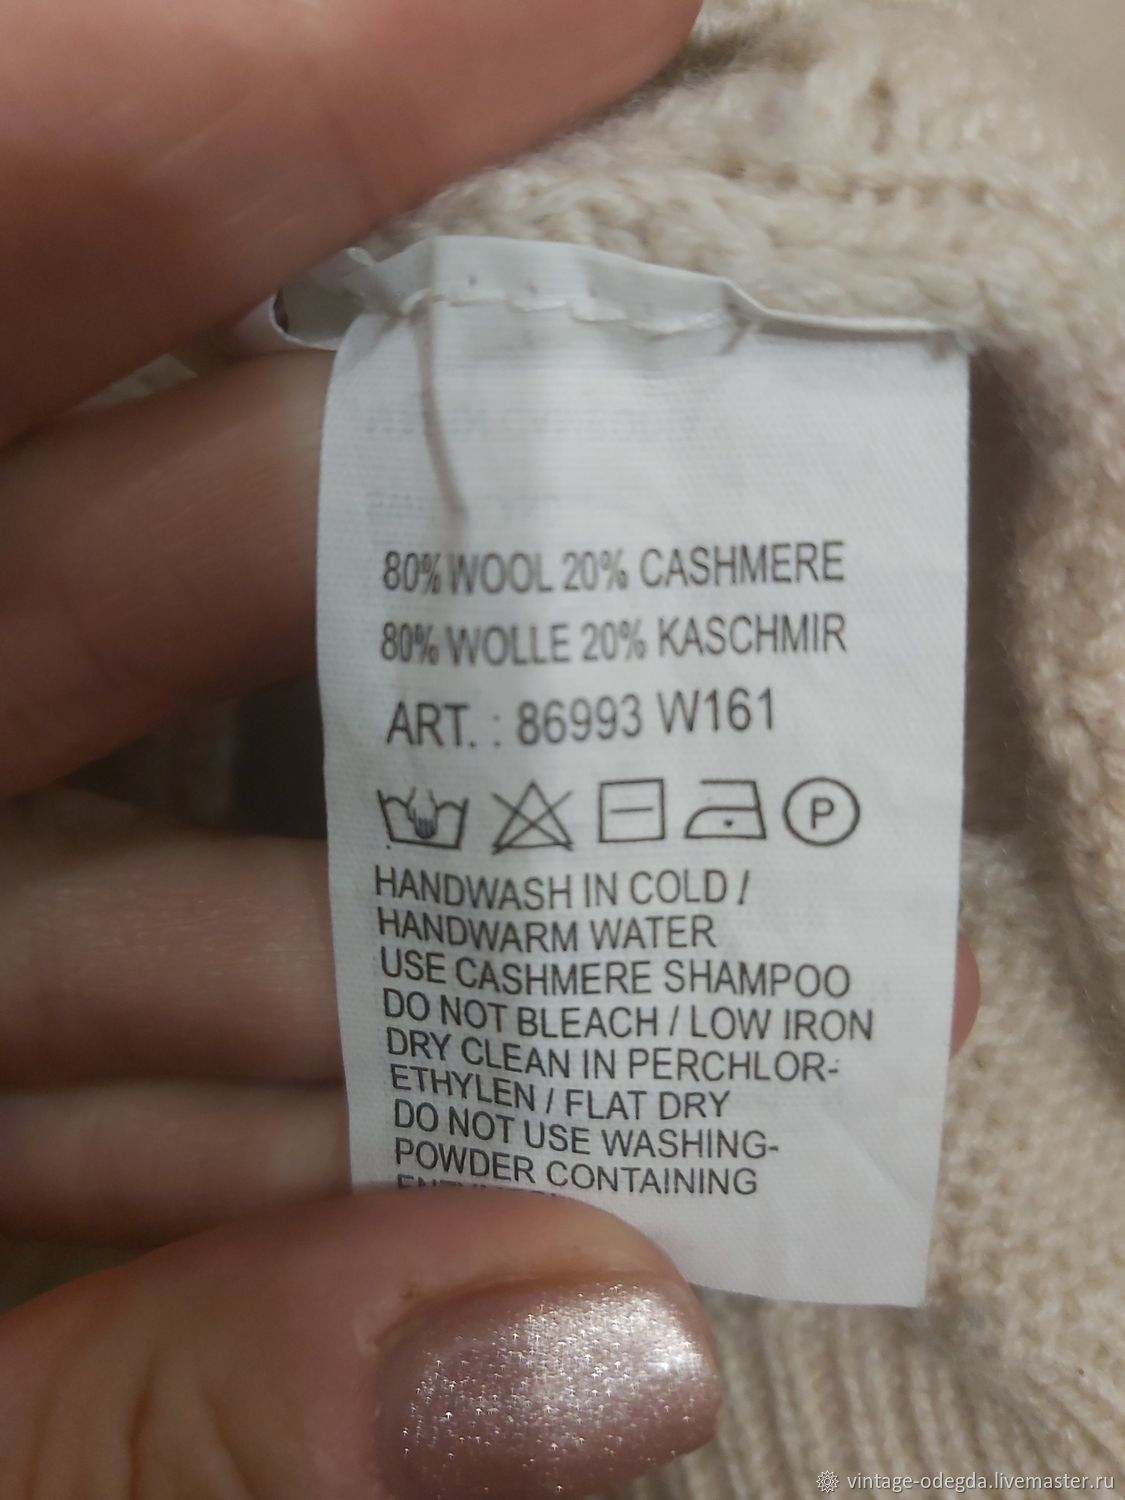 80% WOOL 20% CASHMERE
80% WOLLE 20% KASCHMIR
ART. : 86993 W161
P
HANDWASH IN COLD /
HANDWARM WATER
USE CASHMERE SHAMPOO
DO NOT BLEACH / LOW IRON
DRY CLEAN IN PERCHLOR-
ETHYLEN / FLAT DRY
DO NOT USE WASHING-
POWDER CONTAINING
vintage-odegda.livemaster.ru